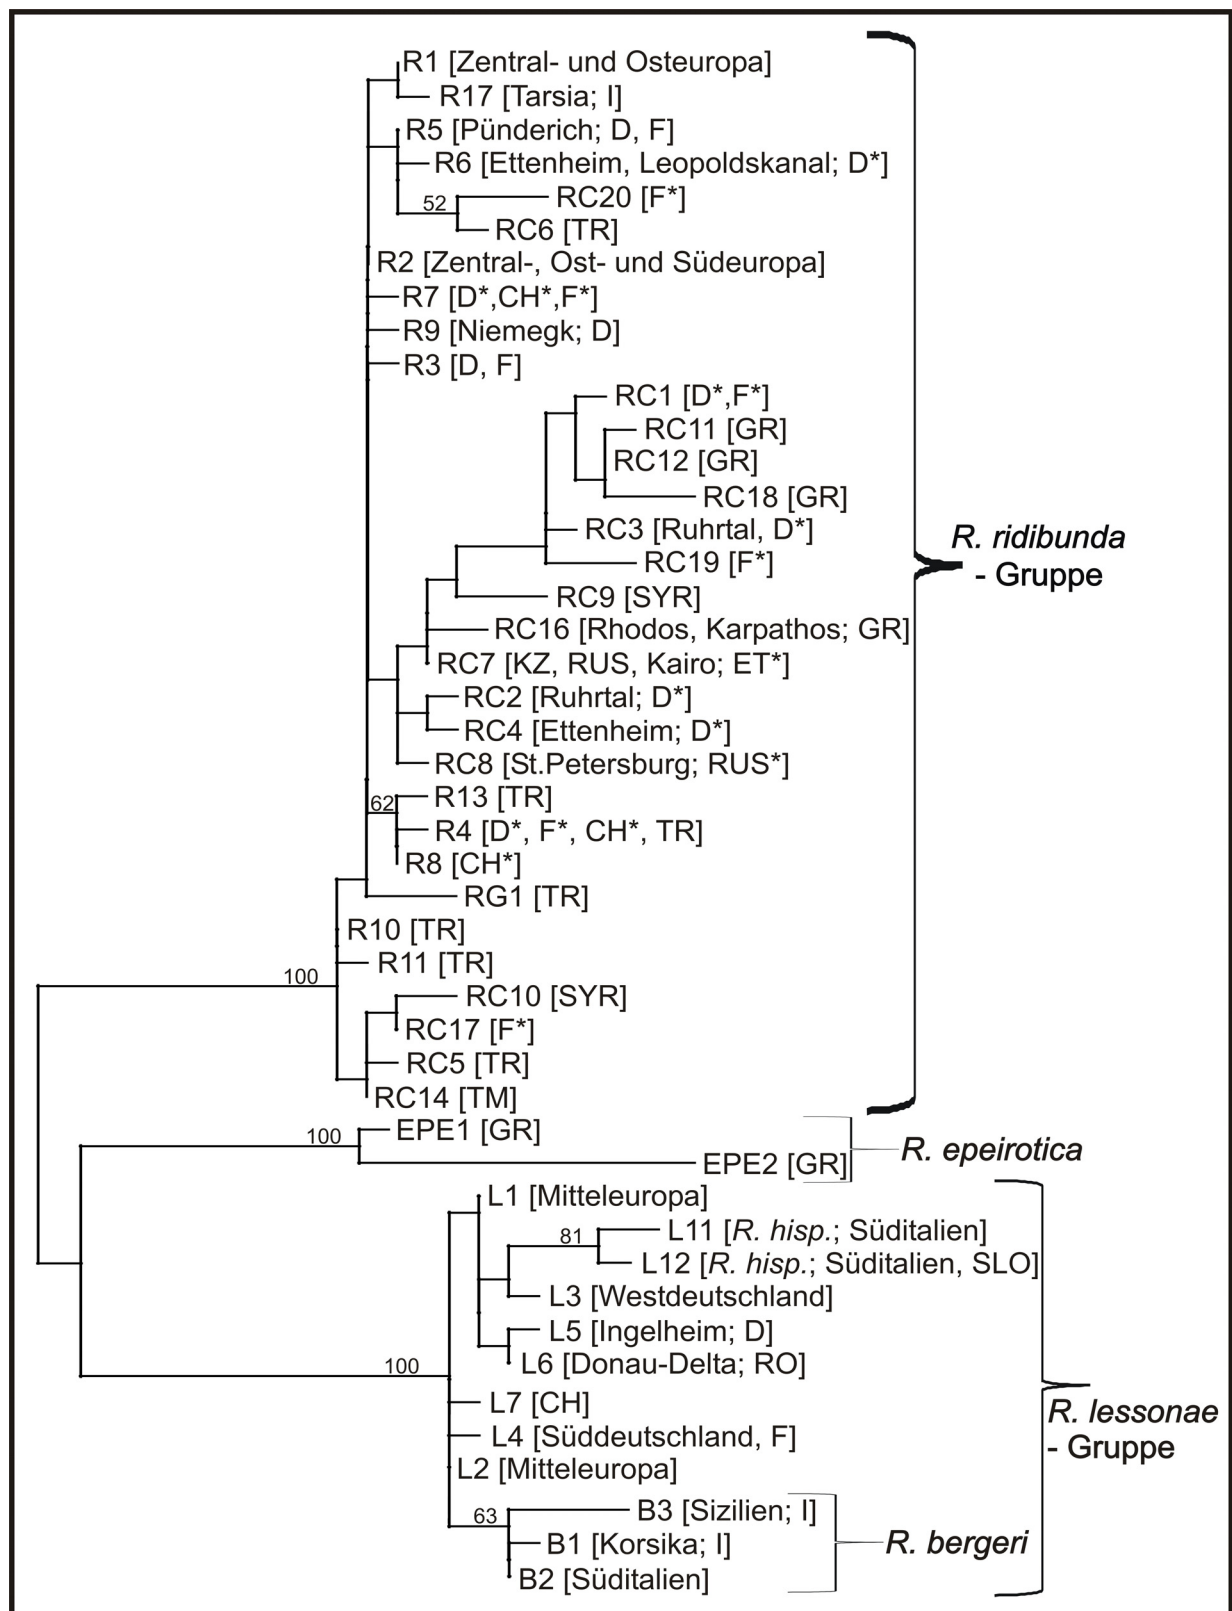 R1 [Zentral- und Osteuropa]
R17 [Tarsia; I]
R5 [Pünderich; D, F]
R6 [Ettenheim, Leopoldskanal; D*]
52
RC20 [F*]
RC6 [TR]
R2 [Zentral-, Ost- und Südeuropa]
R7 [D*,CH*,F*]
R9 [Niemegk; D]
R3 [D, F]
RC1 [D*,F*]
RC11 [GR]
RC12 [GR]
RC18 [GR]
RC3 [Ruhrtal, D*]
RC19 [F*]
RC9 [SYR]
RC16 [Rhodos, Karpathos; GR]
RC7 [KZ, RUS, Kairo; ET*]
RC2 [Ruhrtal; D*]
RC4 [Ettenheim; D*]
RC8 [St.Petersburg; RUS*]
62
R13 [TR]
R4 [D*, F*, CH*, TR]
R8 [CH*]
RG1 [TR]
R10 [TR]
R11 [TR]
100
RC10 [SYR]
RC17 [F*]
RC5 [TR]
RC14 [TM]
R. ridibunda
- Gruppe
100
EPE1 [GR]
EPE2 [GR]
R. epeirotica
L1 [Mitteleuropa]
81
L11 [R. hisp.; Süditalien]
L12 [R. hisp.; Süditalien, SLO]
L3 [Westdeutschland]
L5 [Ingelheim; D]
L6 [Donau-Delta; RO]
100
L7 [CH]
L4 [Süddeutschland, F]
L2 [Mitteleuropa]
63
B3 [Sizilien; I]
B1 [Korsika; I]
B2 [Süditalien]
R. bergeri
R. lessonae
- Gruppe